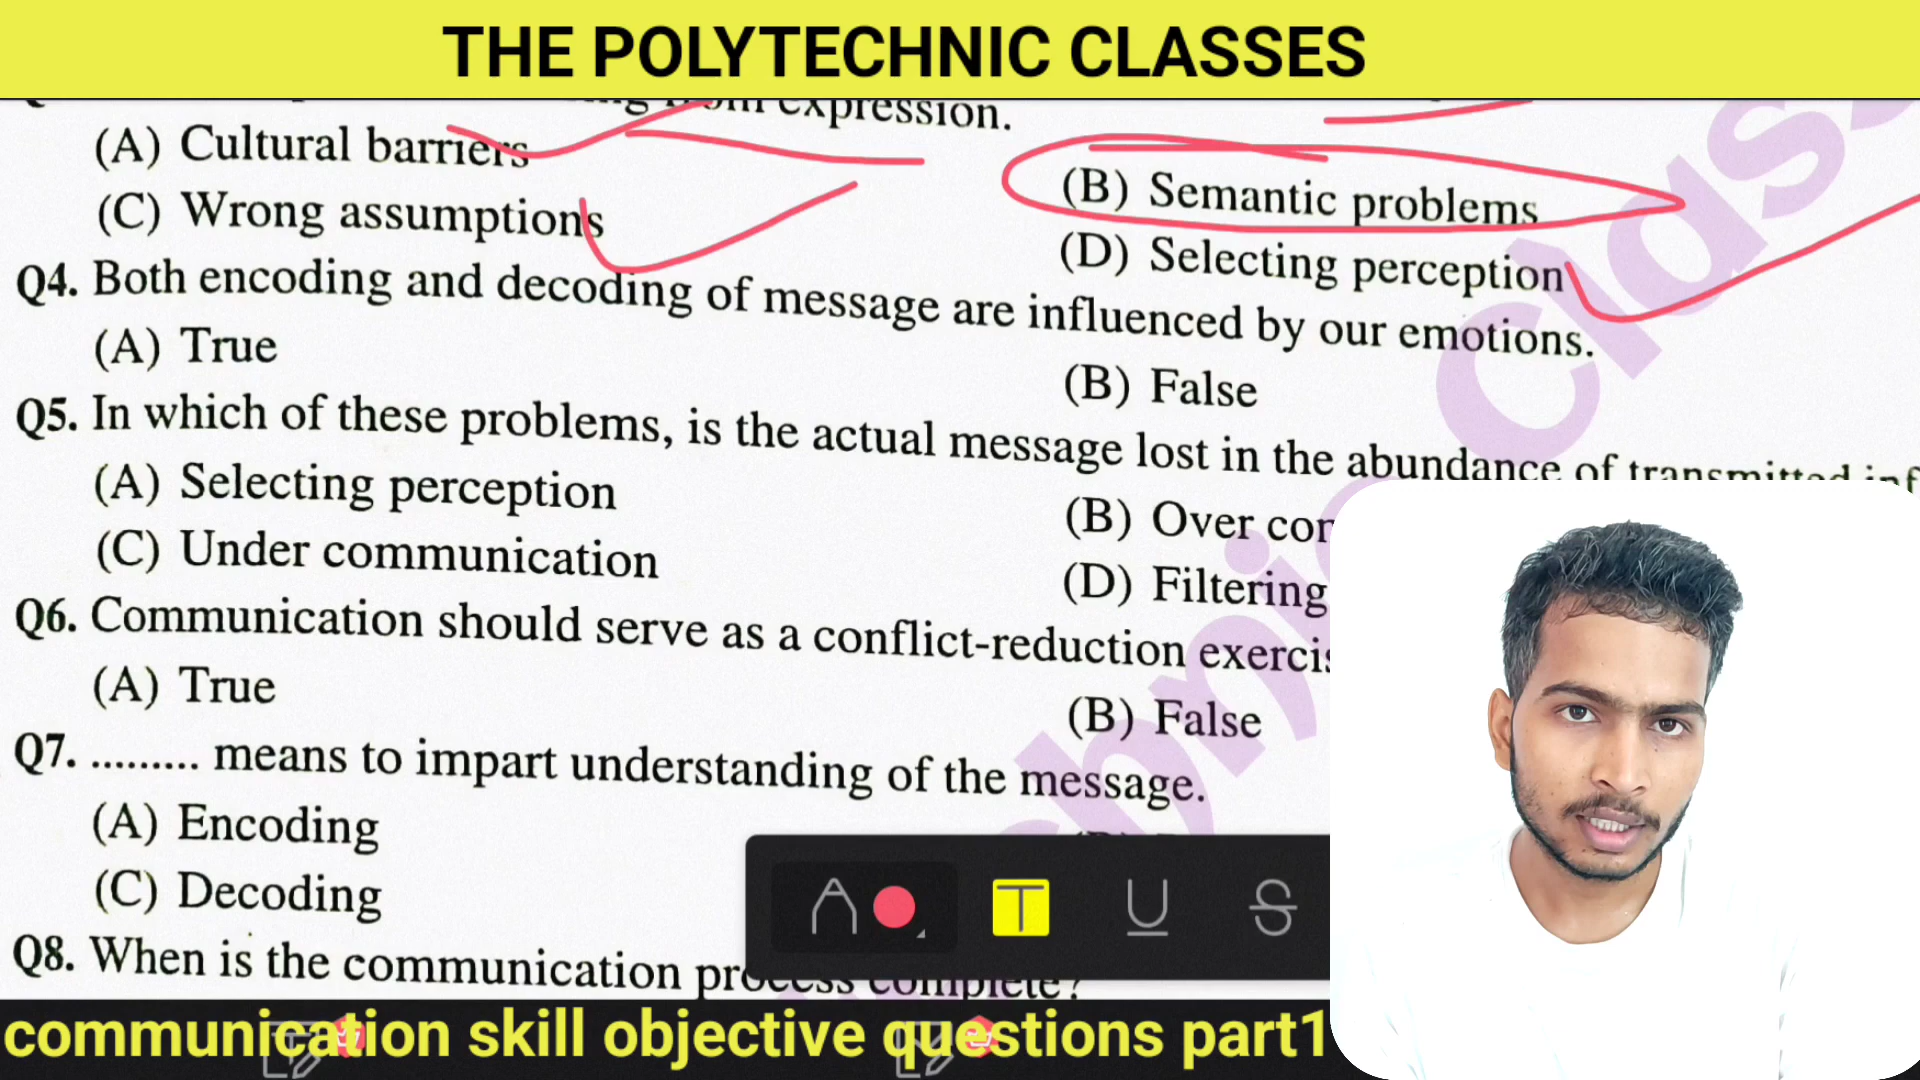 THE POLYTECHNIC CLASSES
from expression.
(A) Cultural barriers
(B) Semantic problems
(C) Wrong assumptions
(D) Selecting perception
Q4. Both encoding and decoding of message are influenced by our emotions.
(A) True
(B) False
Q5. In which of these problems, is the actual message lost in the abundance of transmitted
(A) Selecting perception
(B) Over
(C) Under communication
(D) Filtering
Q6. Communication should serve as a conflict-reduction
(A) True
(B) False
Q7. ......... means to impart understanding of the message.
(A) Encoding
(C) Decoding
Q8. When is the communication process complete?
communication skill objective questions part1